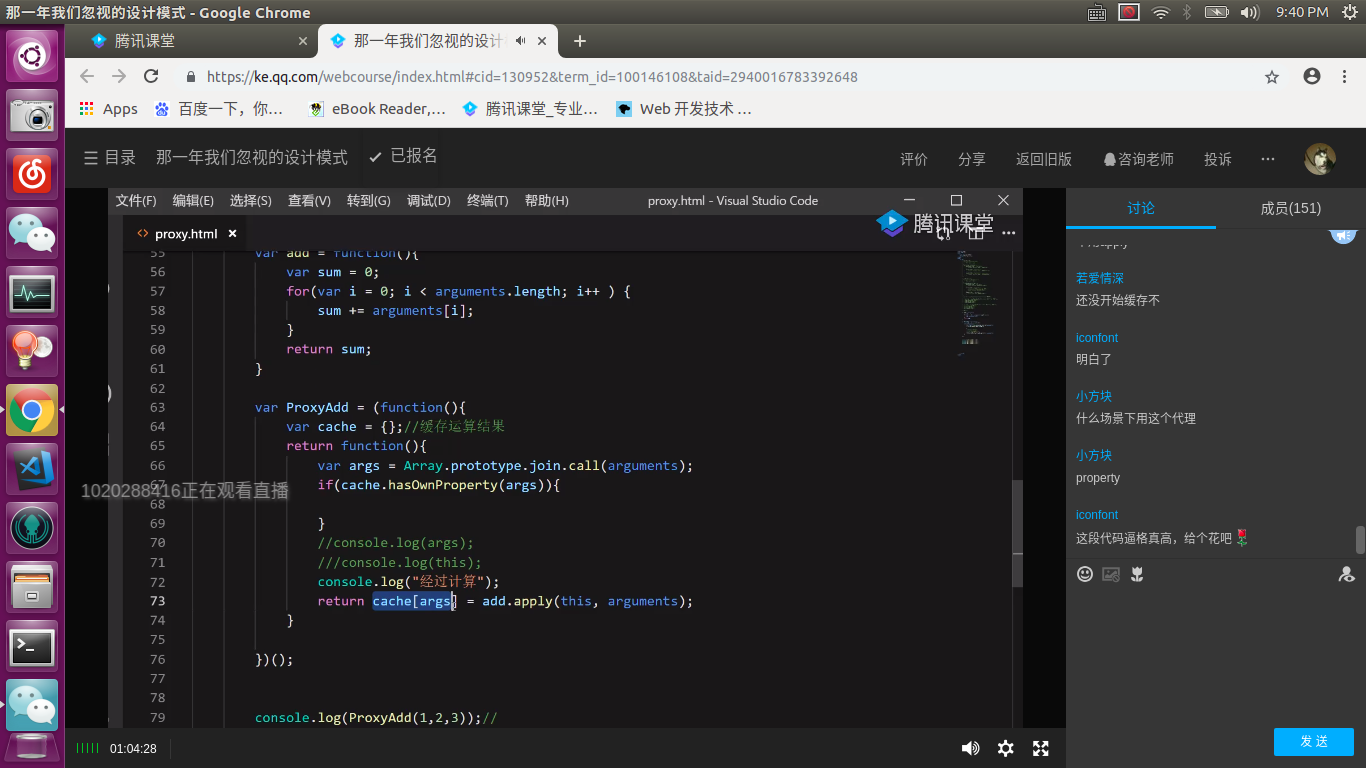 那一年我们忽视的设计模式 - Google Chrome
9:40 PM
腾讯课堂
那一年我们忽视的设计
https://ke.qq.com/webcourse/index.html#cid=130952&term_id=100146108&taid=2940016783392648
Apps
百度一下，你…
eBook Reader,…
腾讯课堂_专业…
Web 开发技术 …
目录
那一年我们忽视的设计模式
已报名
评价
分享
返回旧版
咨询老师
投诉
文件(F) 编辑(E) 选择(S) 查看(V) 转到(G) 调试(D) 终端(T) 帮助(H)
proxy.html - Visual Studio Code
proxy.html
腾讯课堂
55 var add = function(){
56 var sum = 0;
57 for(var i = 0; i < arguments.length; i++ ) {
58 sum += arguments[i];
59 }
60 return sum;
61 }
62
63 var ProxyAdd = (function(){
64 var cache = {};//缓存运算结果
65 return function(){
66 var args = Array.prototype.join.call(arguments);
67 if(cache.hasOwnProperty(args)){
1020288416正在观看直播
68
69 }
70 //console.log(args);
71 ///console.log(this);
72 console.log("经过计算");
73 return cache[args] = add.apply(this, arguments);
74 }
75
76 })();
77
78
79 console.log(ProxyAdd(1,2,3));//
01:04:28
讨论
成员(151)
若爱情深
还没开始缓存不
iconfont
明白了
小方块
什么场景下用这个代理
小方块
property
iconfont
这段代码逼格真高，给个花吧
发 送